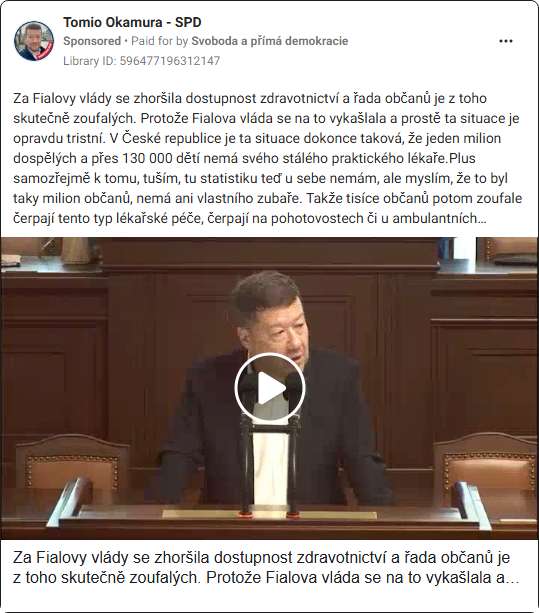 Tomio Okamura - SPD
Sponsored • Paid for by Svoboda a přímá demokracie
Library ID: 596477196312147
Za Fialovy vlády se zhoršila dostupnost zdravotnictví a řada občanů je z toho
skutečně zoufalých. Protože Fialova vláda se na to vykašlala a prostě ta situace je
opravdu tristní. V České republice je ta situace dokonce taková, že jeden milion
dospělých a přes 130 000 dětí nemá svého stálého praktického lékaře.Plus
samozřejmě k tomu, tuším, tu statistiku teď u sebe nemám, ale myslím, že to byl
taky milion občanů, nemá ani vlastního zubaře. Takže tisíce občanů potom zoufale
čerpají tento typ lékařské péče, čerpají na pohotovostech či u ambulantních…
Za Fialovy vlády se zhoršila dostupnost zdravotnictví a řada občanů je
z toho skutečně zoufalých. Protože Fialova vláda se na to vykašlala a…